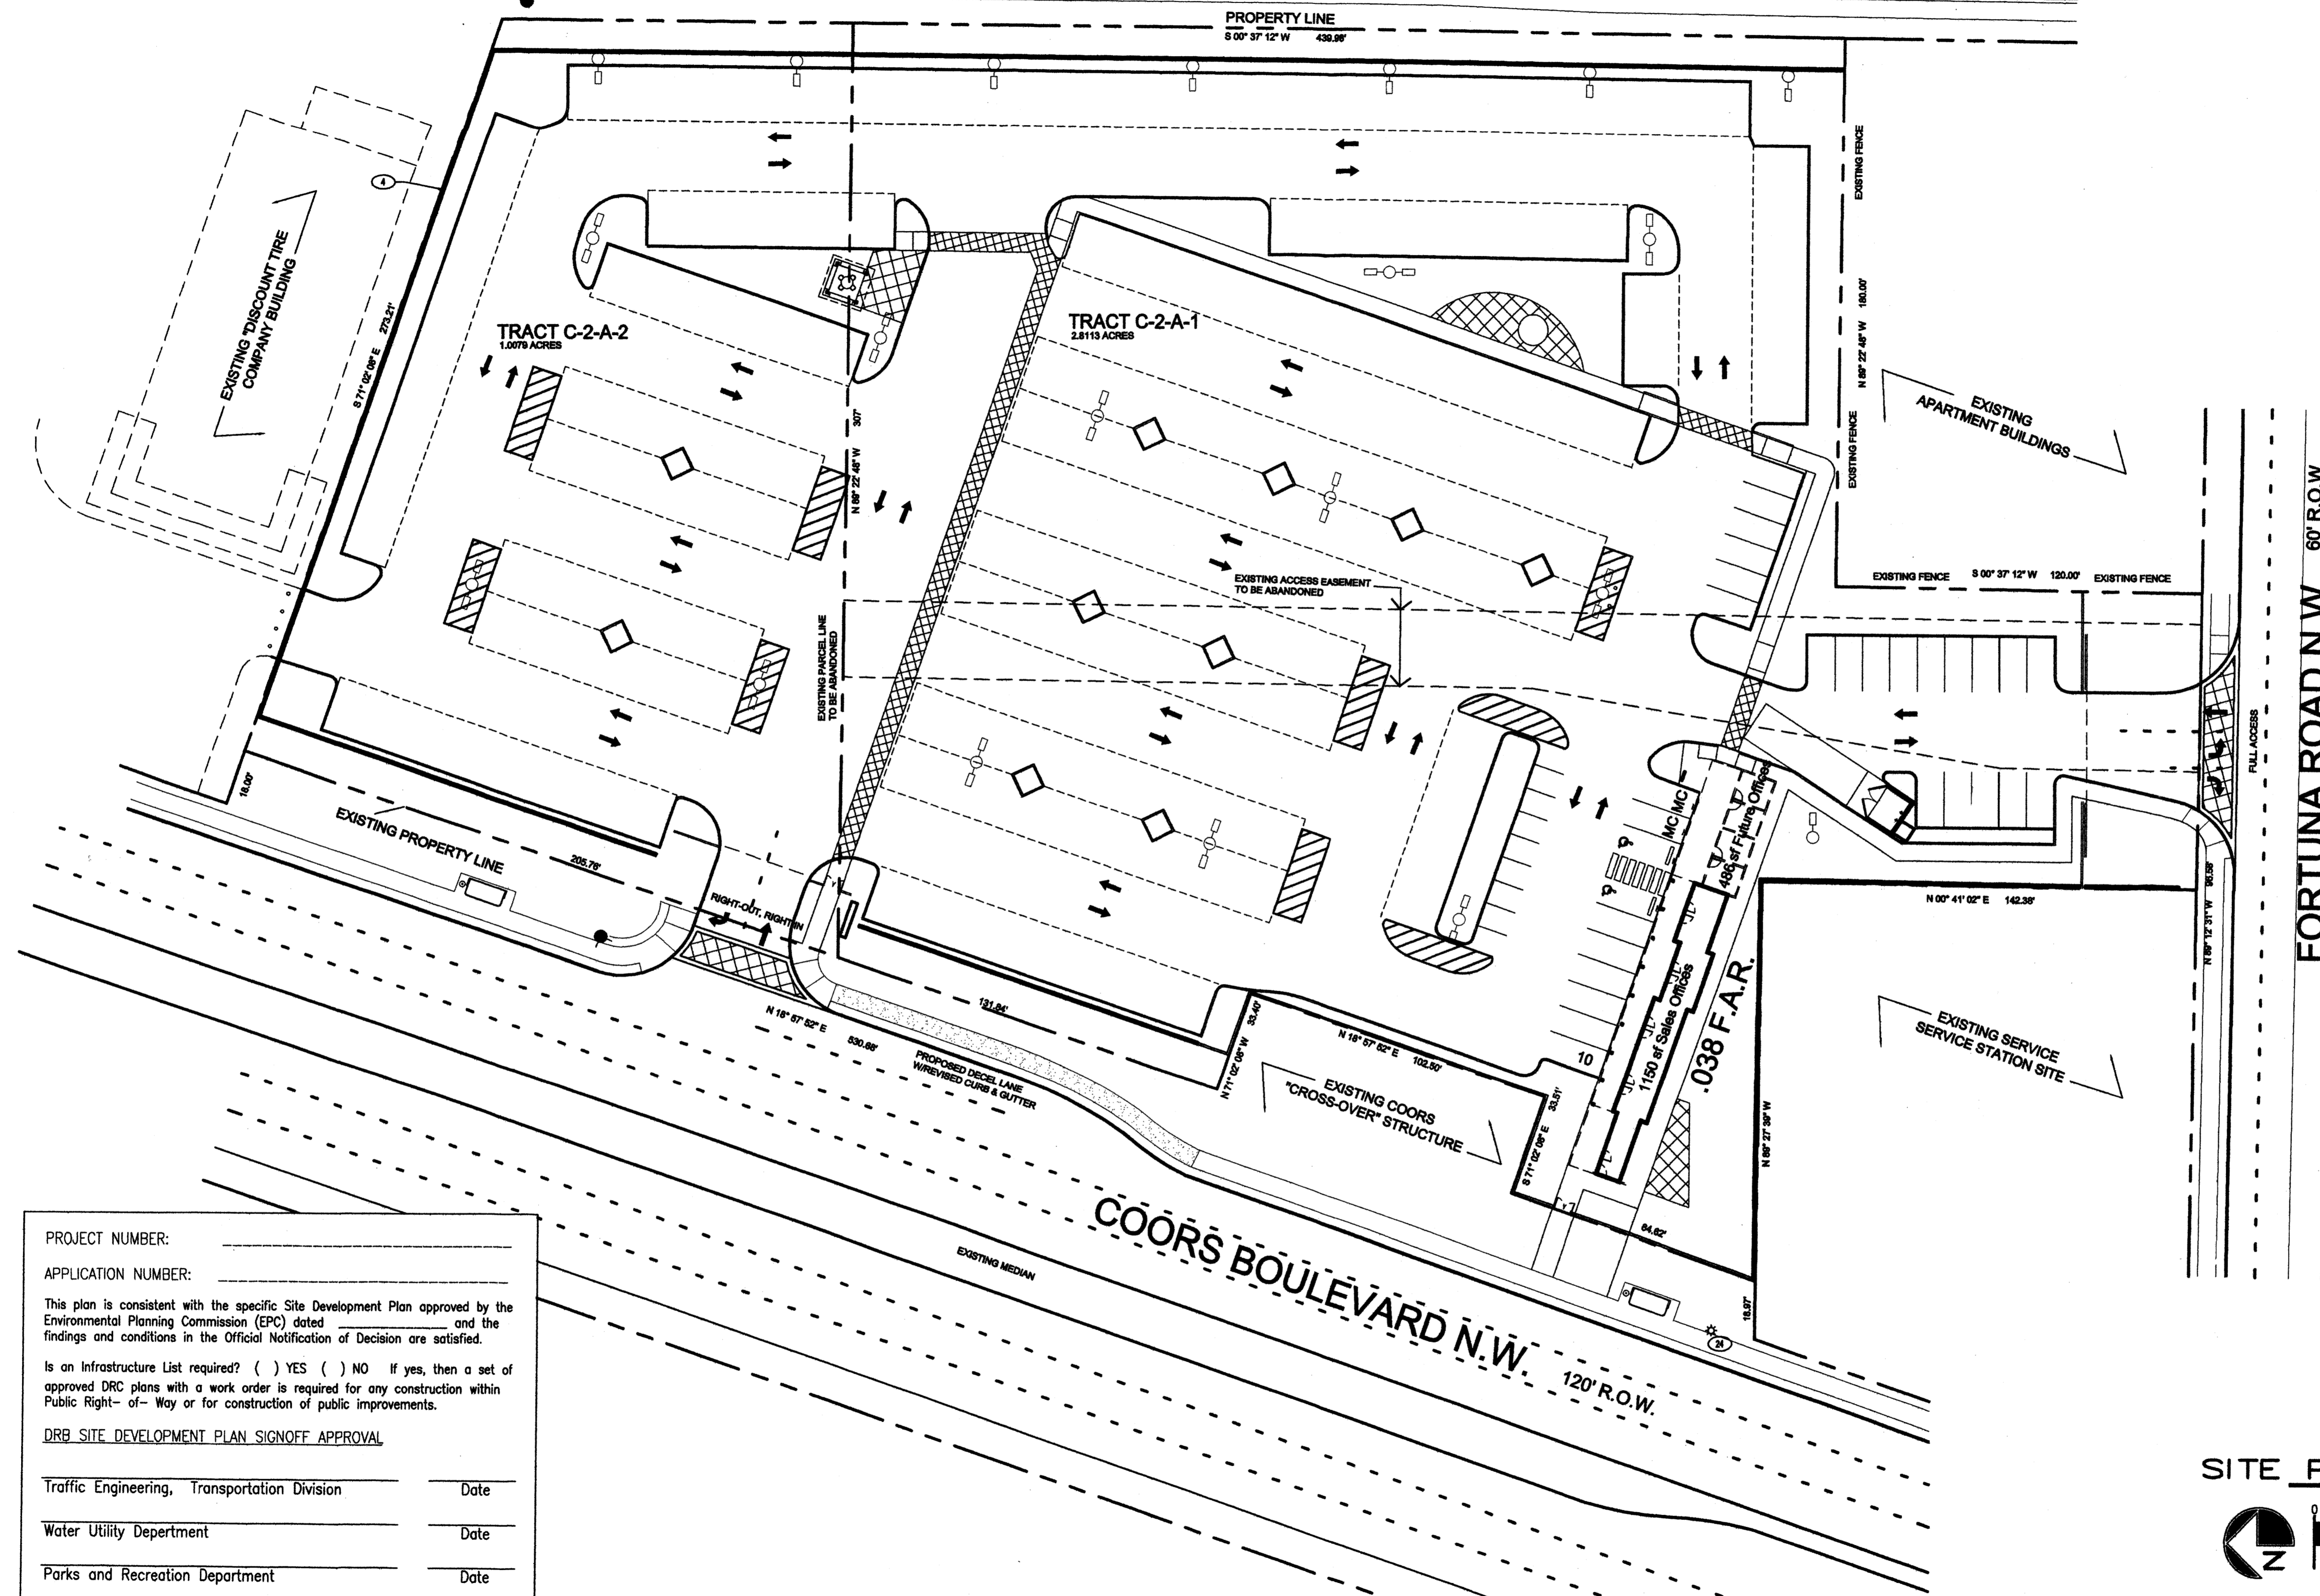 PROPERTY LINE
S 00° 37' 12" W 439.98'
4
EXISTING "DISCOUNT TIRE
COMPANY BUILDING
S 71° 02' 08" E 273.21'
TRACT C-2-A-2
1.0079 ACRES
TRACT C-2-A-1
2.8113 ACRES
N 89° 22' 48" W 307'
EXISTING FENCE
N 89° 22' 48" W 180.00'
EXISTING FENCE
EXISTING
APARTMENT BUILDINGS
EXISTING FENCE S 00° 37' 12" W 120.00' EXISTING FENCE
EXISTING ACCESS EASEMENT
TO BE ABANDONED
EXISTING PARCEL LINE
TO BE ABANDONED
FULL ACCESS
FORTUNA ROAD N.W.
60' R.O.W
18.00'
EXISTING PROPERTY LINE
205.76'
RIGHT-OUT, RIGHT-IN
MC MC
486 sf Future Offices
1150 sf Sales Offices
.038 F.A.R.
10
N 00° 41' 02" E 142.38'
EXISTING SERVICE
SERVICE STATION SITE
N 18° 57' 52" E
530.68'
131.84'
PROPOSED DECEL LANE
W/REVISED CURB & GUTTER
N 71° 02' 08" W 33.40'
N 18° 57' 52" E 102.50'
EXISTING COORS
"CROSS-OVER" STRUCTURE
S 71° 02' 08" E 33.51'
N 89° 27' 36" W
64.62'
18.97'
24
EXISTING MEDIAN
COORS BOULEVARD N.W.
120' R.O.W.
PROJECT NUMBER:
APPLICATION NUMBER:
This plan is consistent with the specific Site Development Plan approved by the
Environmental Planning Commission (EPC) dated and the
findings and conditions in the Official Notification of Decision are satisfied.
Is an Infrastructure List required? ( ) YES ( ) NO If yes, then a set of
approved DRC plans with a work order is required for any construction within
Public Right- of- Way or for construction of public improvements.
DRB SITE DEVELOPMENT PLAN SIGNOFF APPROVAL
Traffic Engineering, Transportation Division Date
Water Utility Depertment Date
Parks and Recreation Department Date
SITE
N
0